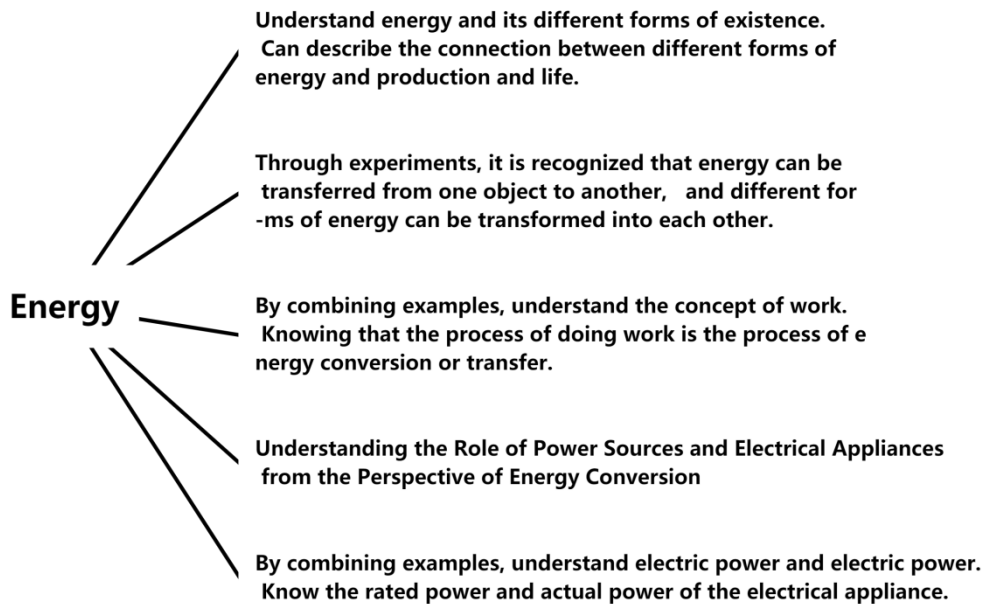 Understand energy and its different forms of existence.
Can describe the connection between different forms of
energy and production and life.
Through experiments, it is recognized that energy can be
transferred from one object to another, and different for
-ms of energy can be transformed into each other.
Energy
By combining examples, understand the concept of work.
Knowing that the process of doing work is the process of e
nergy conversion or transfer.
Understanding the Role of Power Sources and Electrical Appliances
from the Perspective of Energy Conversion
By combining examples, understand electric power and electric power.
Know the rated power and actual power of the electrical appliance.